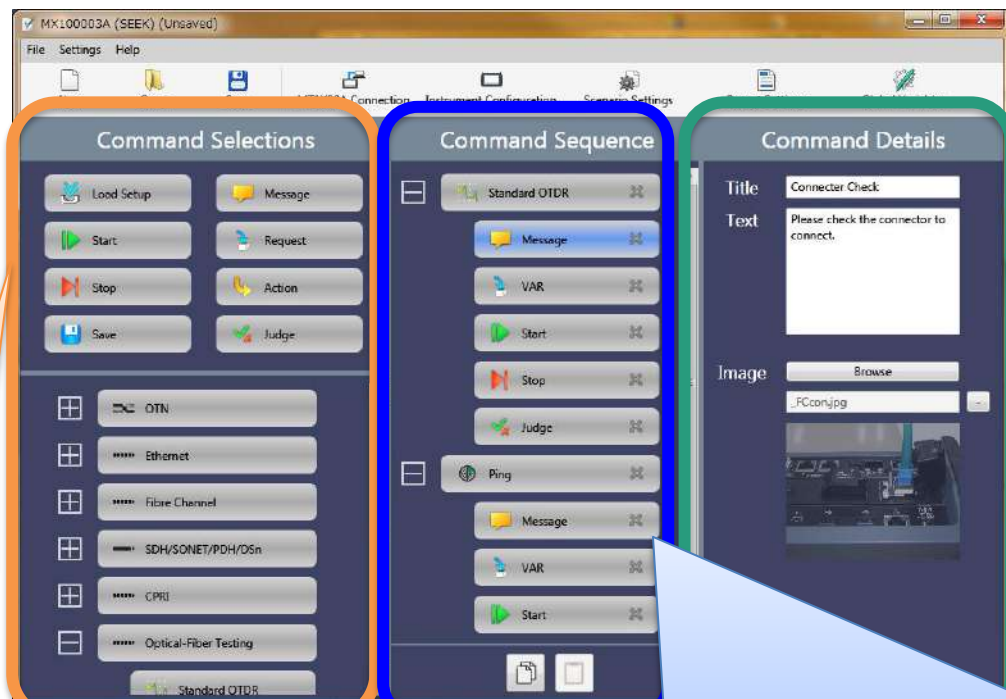 MX100003A (SEEK) (Unsaved)
File Settings Help
Connection Instrument Configuration Scenario Settings
Command Selections
Load Setup Message
Start Request
Stop Action
Save Judge
OTN
Ethernet
Fibre Channel
SDH/SONET/PDH/DSn
CPRI
Optical-Fiber Testing
Standard OTDR
Command Sequence
Standard OTDR
Message
VAR
Start
Stop
Judge
Ping
Message
VAR
Start
Command Details
Title Connecter Check
Text Please check the connector to
connect.
Image Browse
_FCcon.jpg